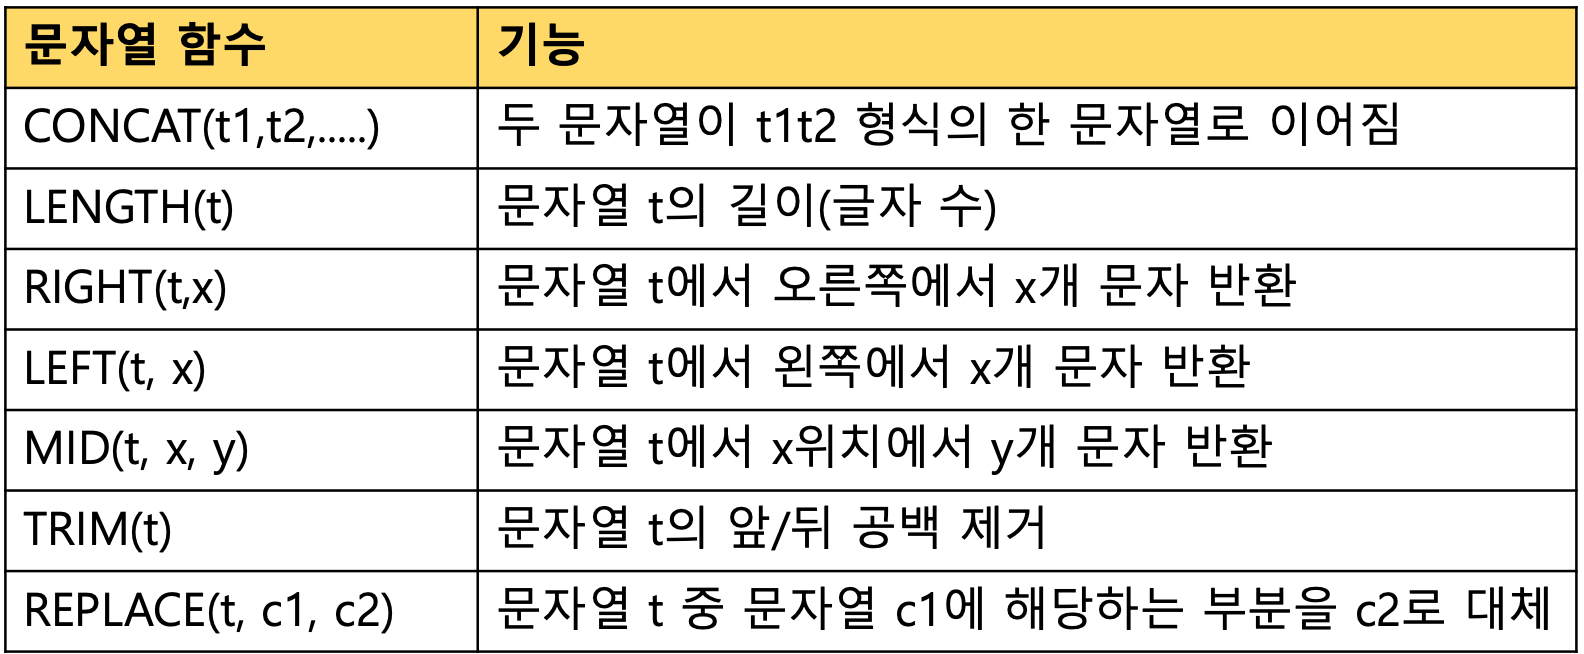 문자열 함수 기능
CONCAT(t1,t2,.....) 두 문자열이 t1t2 형식의 한 문자열로 이어짐
LENGTH(t) 문자열 t의 길이(글자 수)
RIGHT(t,x) 문자열 t에서 오른쪽에서 x개 문자 반환
LEFT(t, x) 문자열 t에서 왼쪽에서 x개 문자 반환
MID(t, x, y) 문자열 t에서 x위치에서 y개 문자 반환
TRIM(t) 문자열 t의 앞/뒤 공백 제거
REPLACE(t, c1, c2) 문자열 t 중 문자열 c1에 해당하는 부분을 c2로 대체